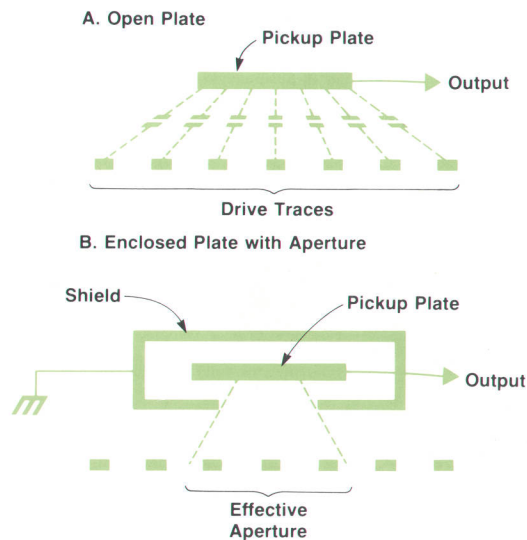 A. Open Plate
Pickup Plate
Output
Drive Traces
B. Enclosed Plate with Aperture
Shield
Pickup Plate
Output
Effective
Aperture